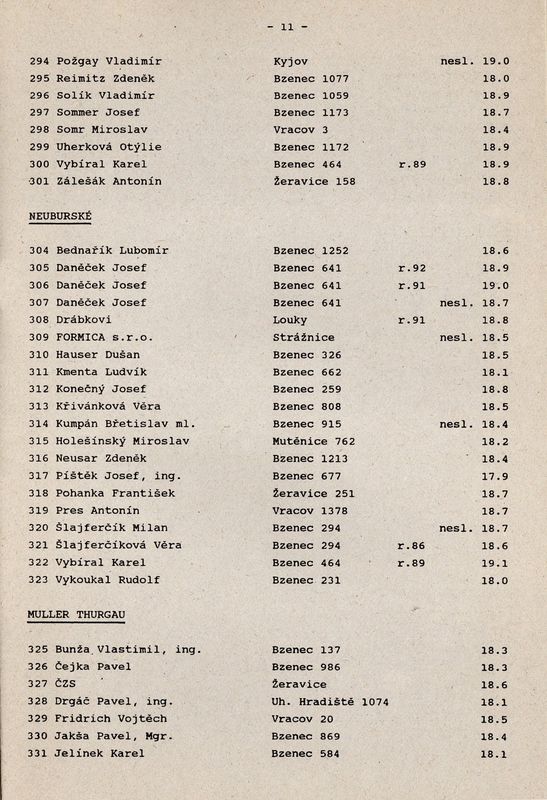 - 11 -
294 Požgay Vladimír Kyjov nesl. 19.0
295 Reimitz Zdeněk Bzenec 1077 18.0
296 Solík Vladimír Bzenec 1059 18.9
297 Sommer Josef Bzenec 1173 18.7
298 Somr Miroslav Vracov 3 18.4
299 Uherková Otýlie Bzenec 1172 18.9
300 Vybíral Karel Bzenec 464 r.89 18.9
301 Zálešák Antonín Žeravice 158 18.8
NEUBURSKÉ
304 Bednařík Lubomír Bzenec 1252 18.6
305 Daněček Josef Bzenec 641 r.92 18.9
306 Daněček Josef Bzenec 641 r.91 19.0
307 Daněček Josef Bzenec 641 nesl. 18.7
308 Drábkovi Louky r.91 18.8
309 FORMICA s.r.o. Strážnice nesl. 18.5
310 Hauser Dušan Bzenec 326 18.5
311 Kmenta Ludvík Bzenec 662 18.1
312 Konečný Josef Bzenec 259 18.8
313 Křivánková Věra Bzenec 808 18.5
314 Kumpán Břetislav ml. Bzenec 915 nesl. 18.4
315 Holešínský Miroslav Mutěnice 762 18.2
316 Neusar Zdeněk Bzenec 1213 18.4
317 Píštěk Josef, ing. Bzenec 677 17.9
318 Pohanka František Žeravice 251 18.7
319 Pres Antonín Vracov 1378 18.7
320 Šlajferčík Milan Bzenec 294 nesl. 18.7
321 Šlajferčíková Věra Bzenec 294 r.86 18.6
322 Vybíral Karel Bzenec 464 r.89 19.1
323 Vykoukal Rudolf Bzenec 231 18.0
MULLER THURGAU
325 Bunža Vlastimil, ing. Bzenec 137 18.3
326 Čejka Pavel Bzenec 986 18.3
327 ČZS Žeravice 18.6
328 Drgáč Pavel, ing. Uh. Hradiště 1074 18.1
329 Fridrich Vojtěch Vracov 20 18.5
330 Jakša Pavel, Mgr. Bzenec 869 18.4
331 Jelínek Karel Bzenec 584 18.1